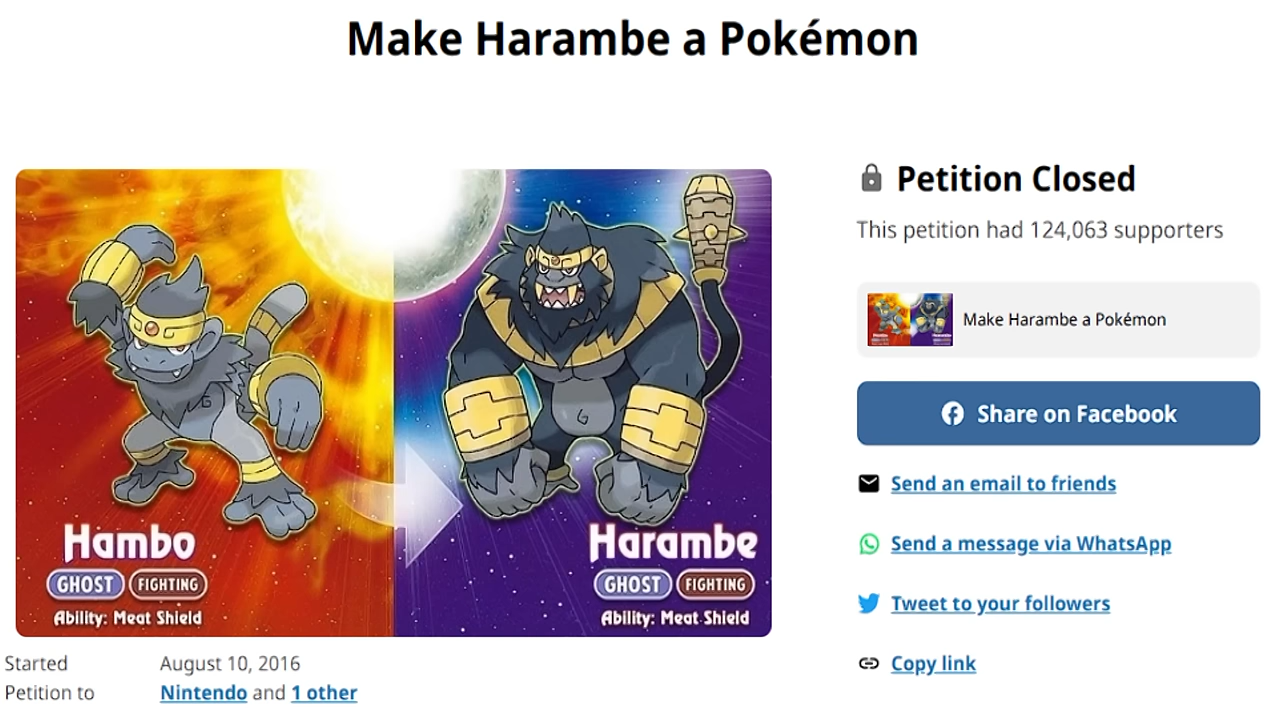 Make Harambe a Pokémon
Hambo
GHOST FIGHTING
Ability: Meat Shield
Harambe
GHOST FIGHTING
Ability: Meat Shield
Started August 10, 2016
Petition to Nintendo and 1 other
Petition Closed
This petition had 124,063 supporters
Make Harambe a Pokémon
Share on Facebook
Send an email to friends
Send a message via WhatsApp
Tweet to your followers
Copy link